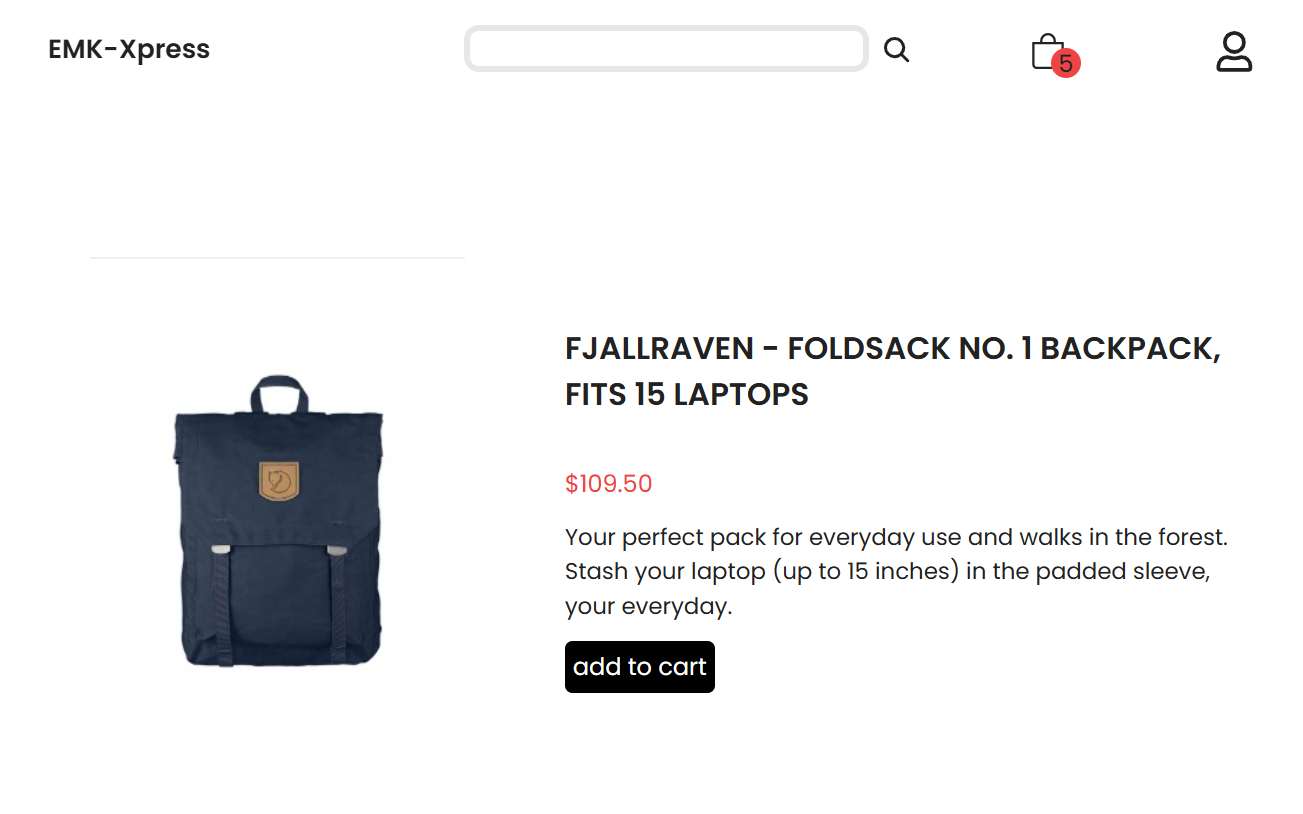 EMK-Xpress
5
FJALLRAVEN - FOLDSACK NO. 1 BACKPACK,
FITS 15 LAPTOPS
$109.50
Your perfect pack for everyday use and walks in the forest.
Stash your laptop (up to 15 inches) in the padded sleeve,
your everyday.
add to cart